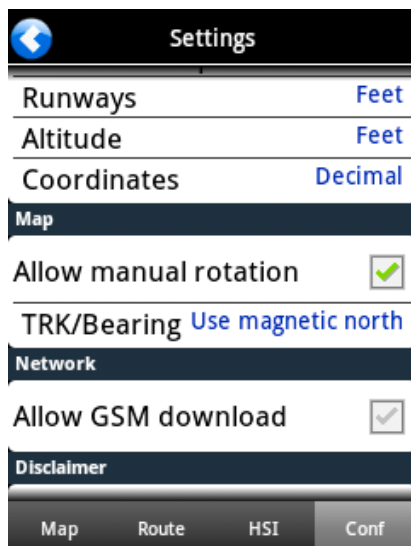 Settings
Runways Feet
Altitude Feet
Coordinates Decimal
Map
Allow manual rotation
TRK/Bearing Use magnetic north
Network
Allow GSM download
Disclaimer
Map Route HSI Conf